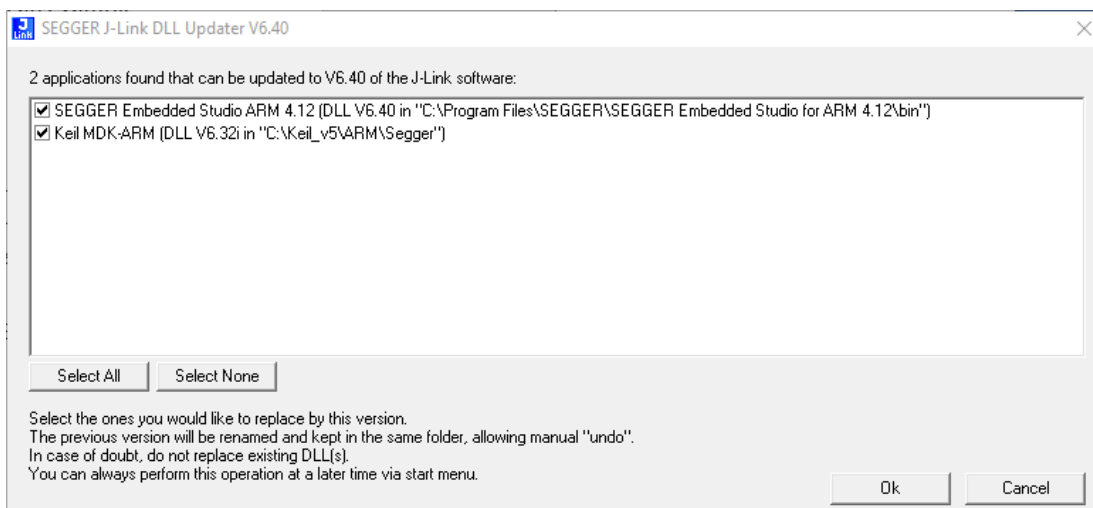 J
Link
SEGGER J-Link DLL Updater V6.40
2 applications found that can be updated to V6.40 of the J-Link software:
SEGGER Embedded Studio ARM 4.12 (DLL V6.40 in "C:\Program Files\SEGGER\SEGGER Embedded Studio for ARM 4.12\bin")
Keil MDK-ARM (DLL V6.32i in "C:\Keil_v5\ARM\Segger")
Select All
Select None
Select the ones you would like to replace by this version.
The previous version will be renamed and kept in the same folder, allowing manual "undo".
In case of doubt, do not replace existing DLL(s).
You can always perform this operation at a later time via start menu.
Ok
Cancel